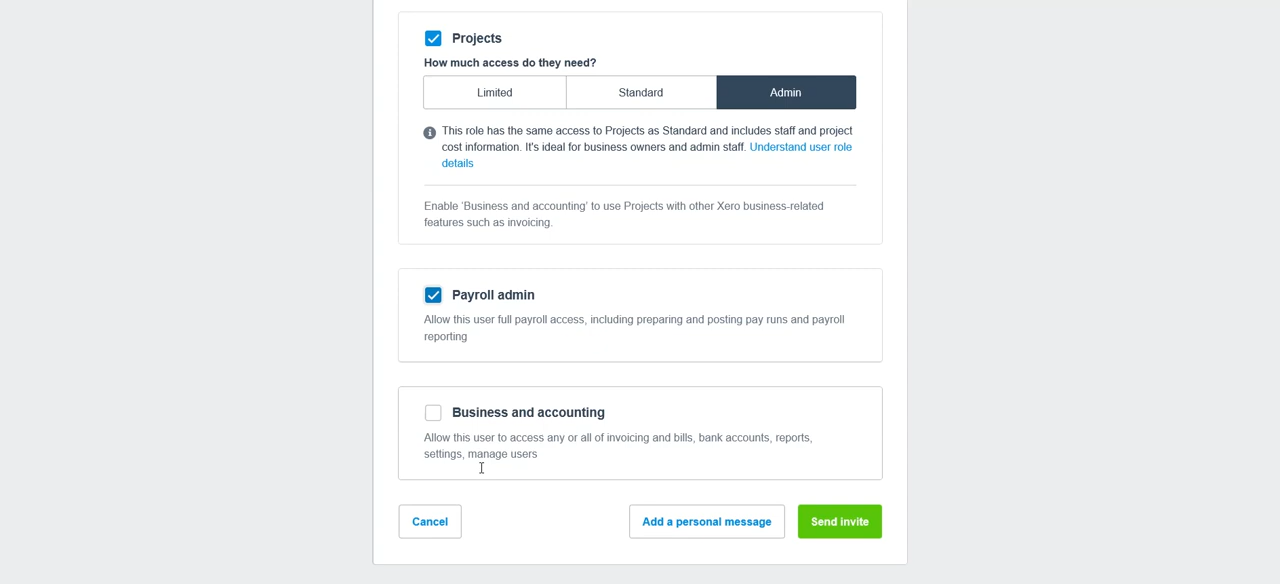 Projects
How much access do they need?
Limited
Standard
Admin
This role has the same access to Projects as Standard and includes staff and project
cost information. It's ideal for business owners and admin staff. Understand user role
details
Enable 'Business and accounting' to use Projects with other Xero business-related
features such as invoicing.
Payroll admin
Allow this user full payroll access, including preparing and posting pay runs and payroll
reporting
Business and accounting
Allow this user to access any or all of invoicing and bills, bank accounts, reports,
settings, manage users
Cancel
Add a personal message
Send invite